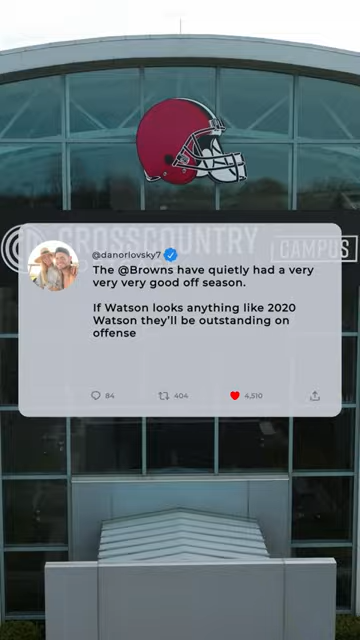 CROSSCOUNTRY
CAMPUS
@danorlovsky7
The @Browns have quietly had a very
very very good off season.
If Watson looks anything like 2020
Watson they'll be outstanding on
offense
84
404
4,510